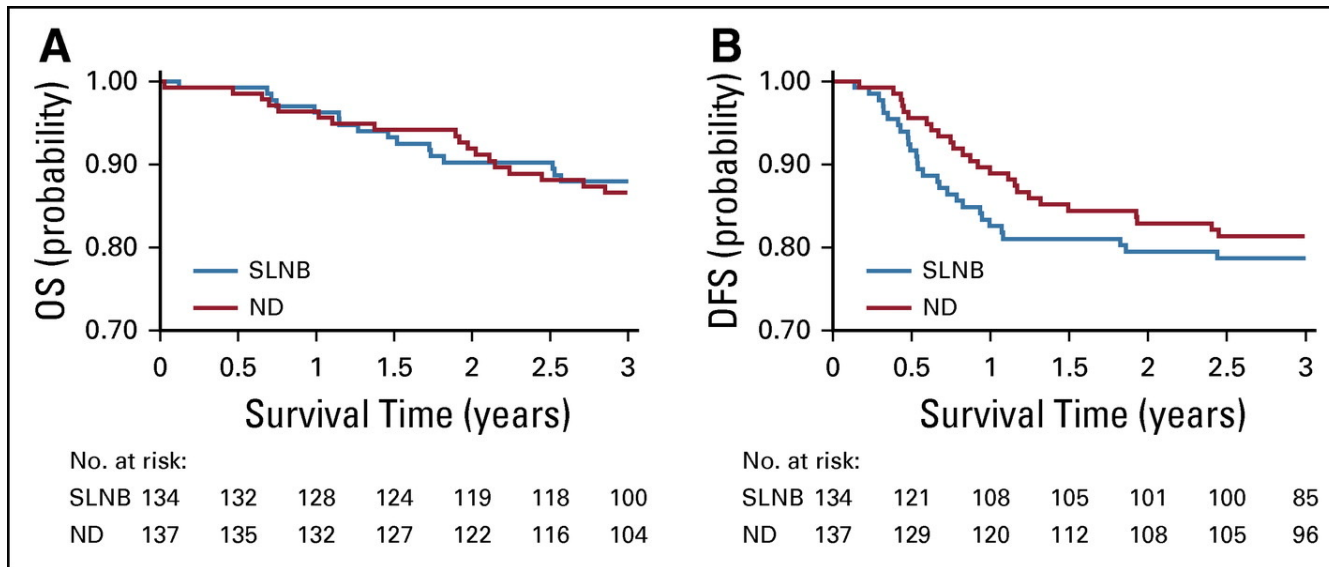 A
OS (probability)
1.00
0.90
0.80
0.70
SLNB
ND
0 0.5 1 1.5 2 2.5 3
Survival Time (years)
No. at risk:
SLNB 134 132 128 124 119 118 100
ND 137 135 132 127 122 116 104
B
DFS (probability)
1.00
0.90
0.80
0.70
SLNB
ND
0 0.5 1 1.5 2 2.5 3
Survival Time (years)
No. at risk:
SLNB 134 121 108 105 101 100 85
ND 137 129 120 112 108 105 96